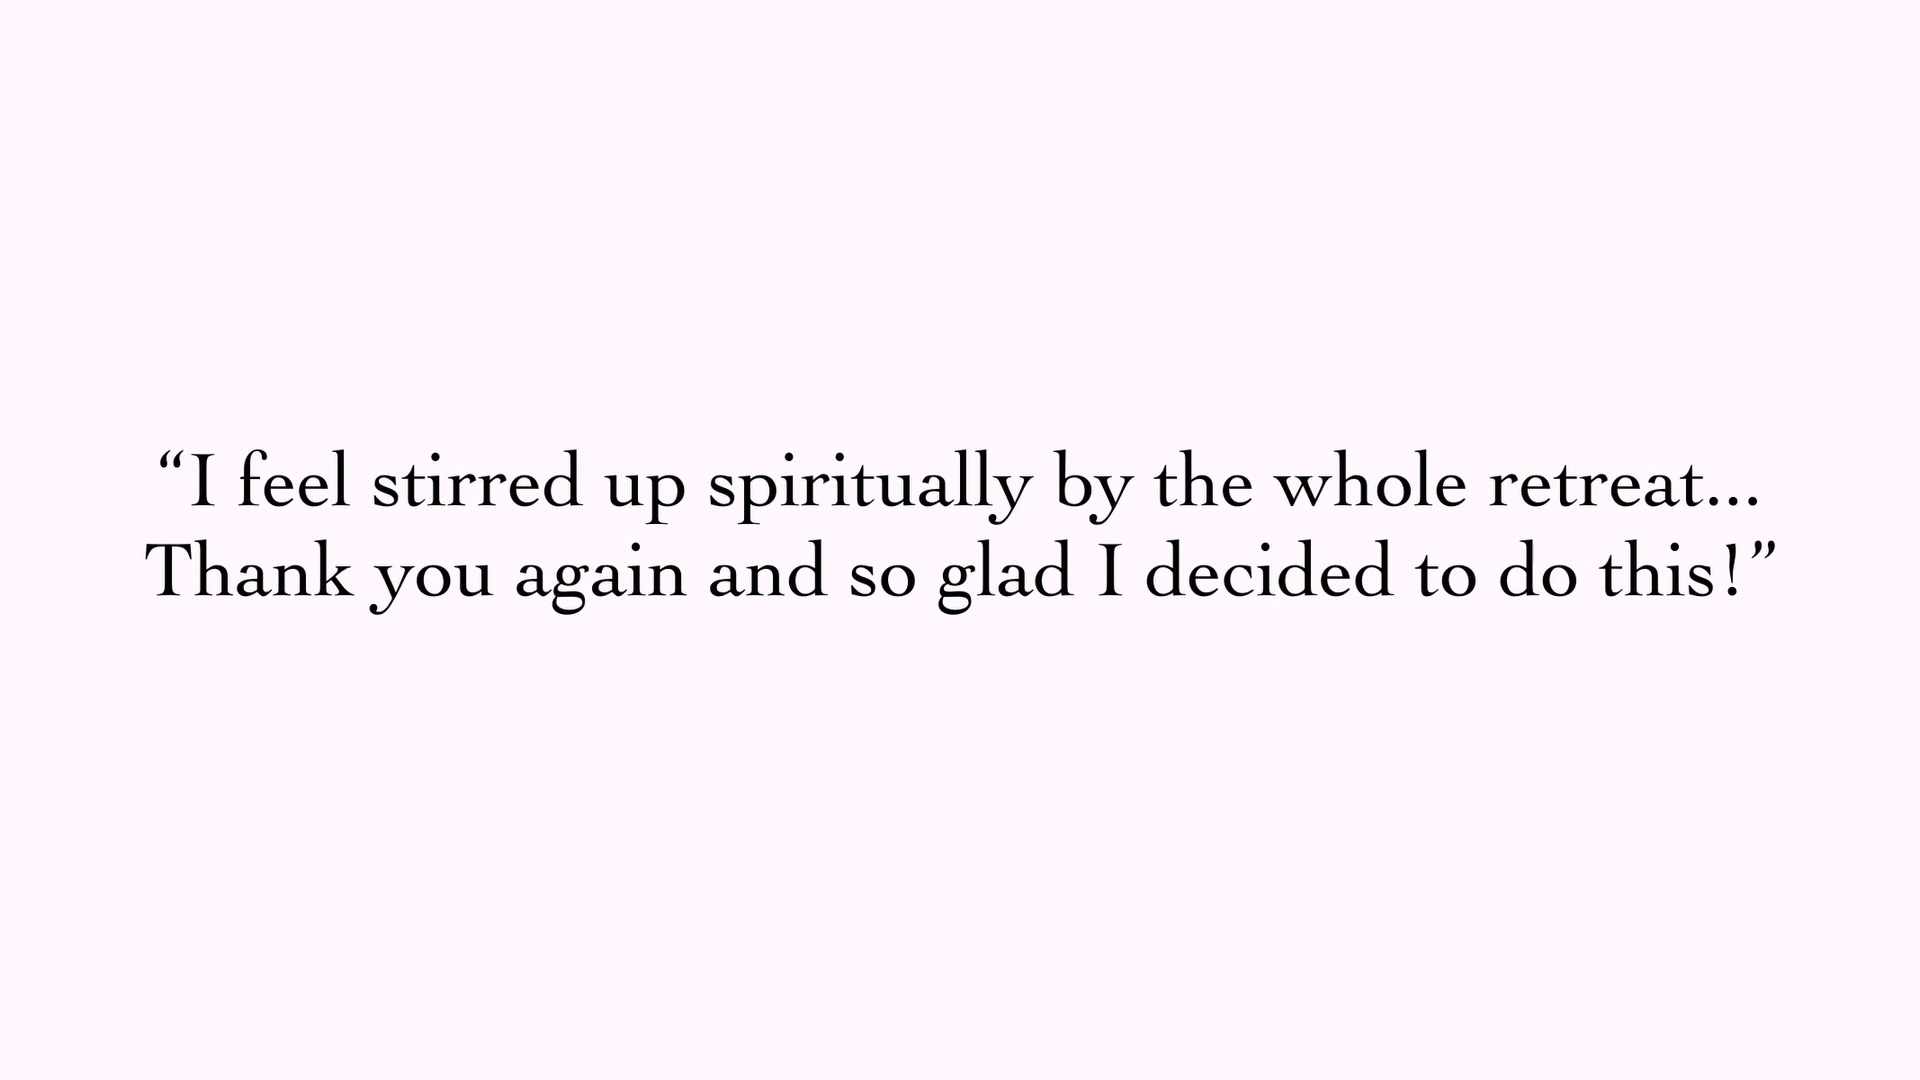 “I feel stirred up spiritually by the whole retreat...
Thank you again and so glad I decided to do this!”